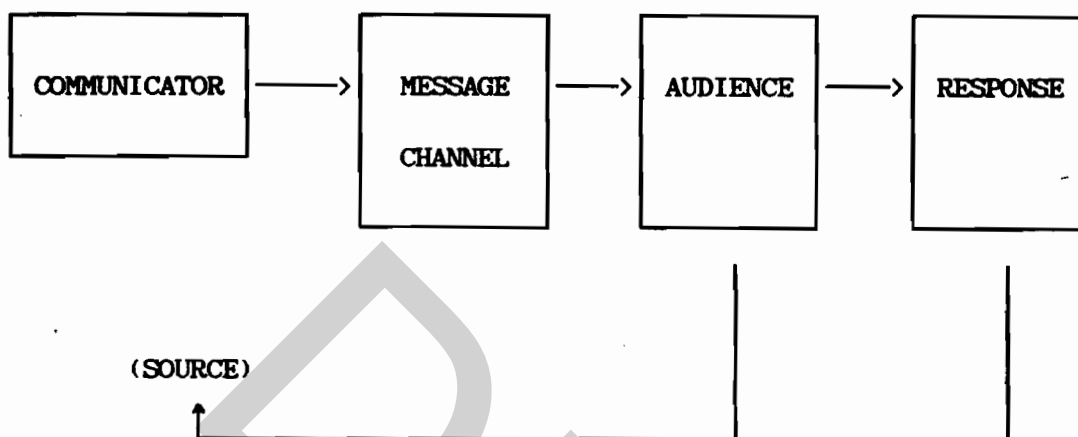 COMMUNICATOR
MESSAGE
CHANNEL
AUDIENCE
RESPONSE
(SOURCE)